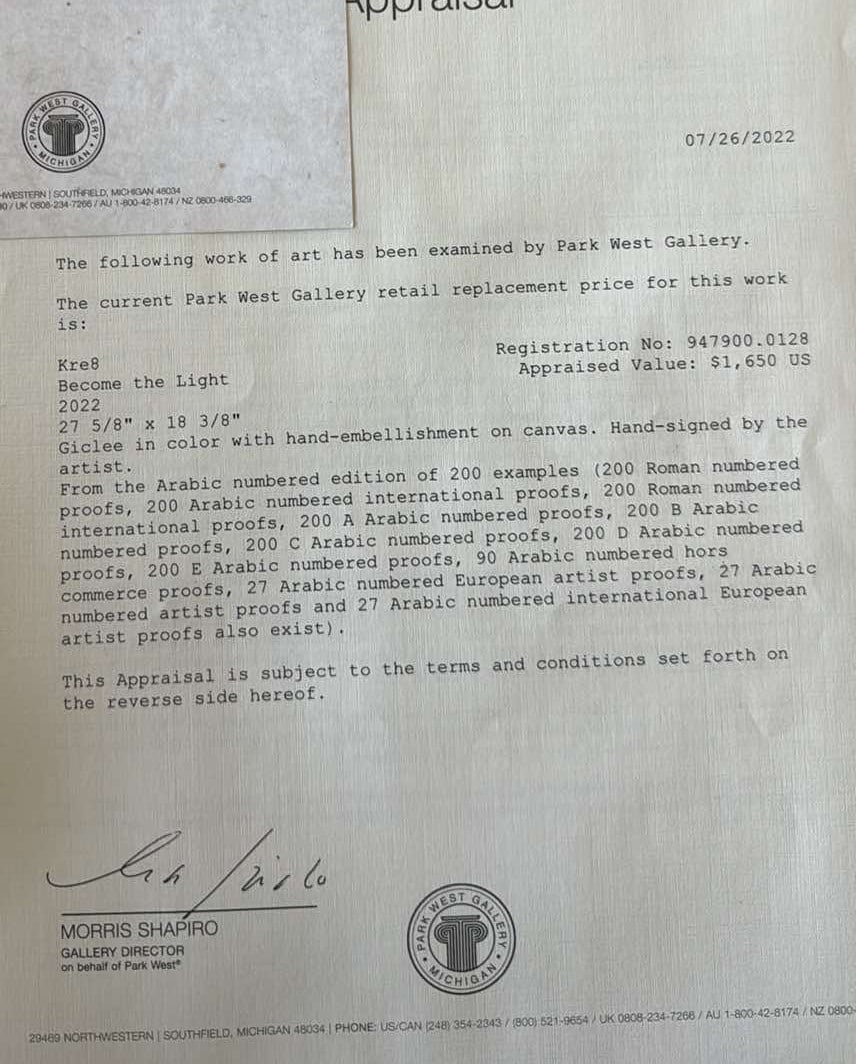 Appraisal
PARK WEST GALLERY
• MICHIGAN •
HWESTERN | SOUTHFIELD, MICHIGAN 48034
/ UK 0808-234-7266 / AU 1-800-42-8174 / NZ 0800-466-329
07/26/2022
The following work of art has been examined by Park West Gallery.
The current Park West Gallery retail replacement price for this work
is:
Registration No: 947900.0128
Appraised Value: $1,650 US
Kre8
Become the Light
2022
27 5/8" x 18 3/8"
Giclee in color with hand-embellishment on canvas. Hand-signed by the
artist.
From the Arabic numbered edition of 200 examples (200 Roman numbered
proofs, 200 Arabic numbered international proofs, 200 Roman numbered
international proofs, 200 A Arabic numbered proofs, 200 B Arabic
numbered proofs, 200 C Arabic numbered proofs, 200 D Arabic numbered
proofs, 200 E Arabic numbered proofs, 90 Arabic numbered hors
commerce proofs, 27 Arabic numbered European artist proofs, 27 Arabic
numbered artist proofs and 27 Arabic numbered international European
artist proofs also exist).
This Appraisal is subject to the terms and conditions set forth on
the reverse side hereof.
MORRIS SHAPIRO
GALLERY DIRECTOR
on behalf of Park West®
PARK WEST GALLERY
• MICHIGAN •
29469 NORTHWESTERN | SOUTHFIELD, MICHIGAN 48034 | PHONE: US/CAN (248) 354-2343 / (800) 521-9654 / UK 0808-234-7266 / AU 1-800-42-8174 / NZ 0800-